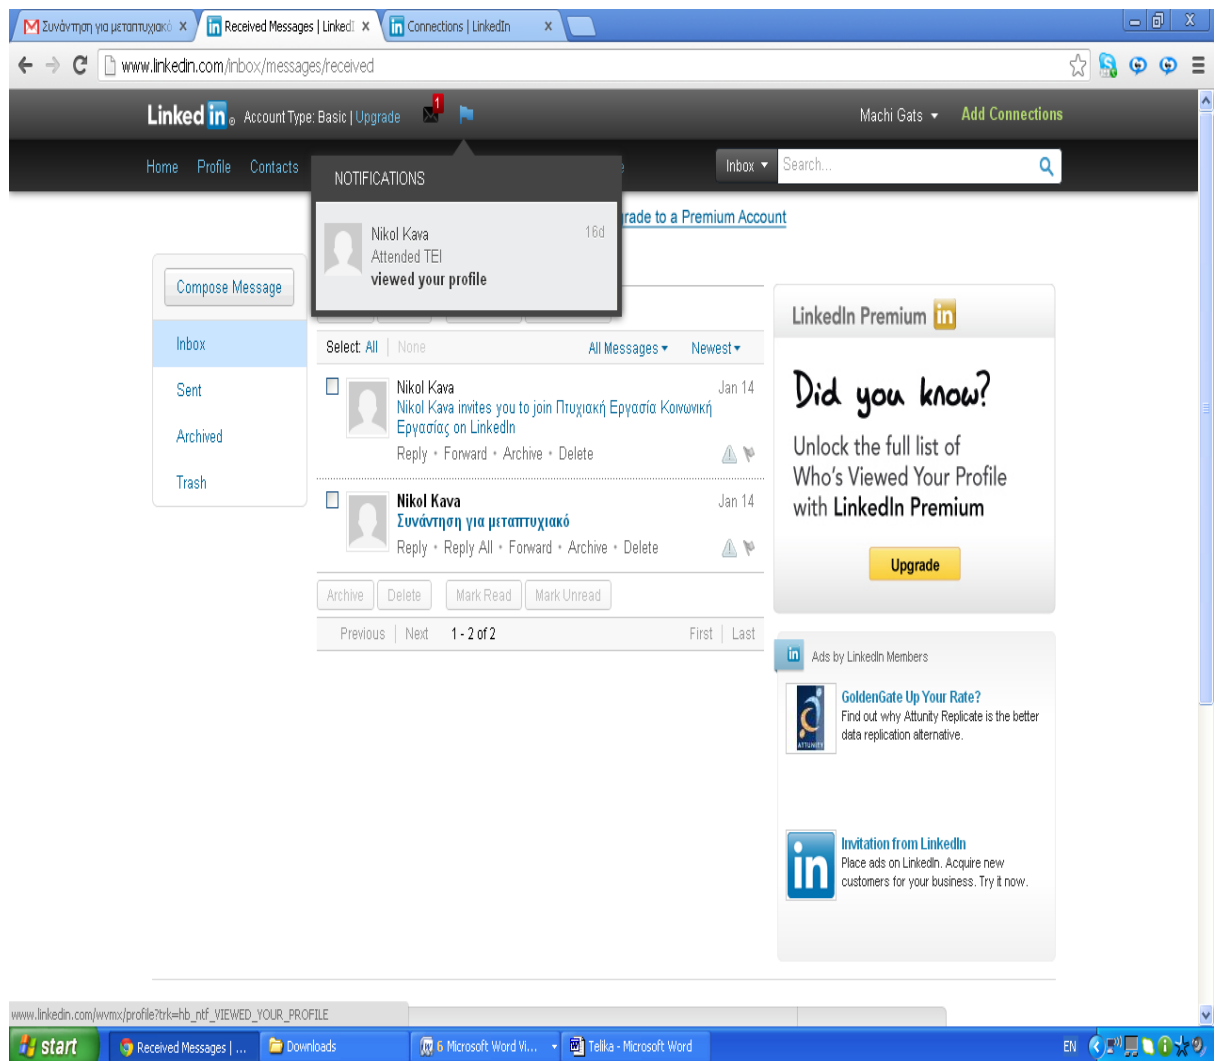 Συνάντηση για μεταπτυχιακό
Received Messages | LinkedI
Connections | LinkedIn
www.linkedin.com/inbox/messages/received
Linked in® Account Type: Basic | Upgrade 1
Machi Gats Add Connections
Home Profile Contacts
Inbox Search...
NOTIFICATIONS
Nikol Kava 16d
Attended TEI
viewed your profile
rade to a Premium Account
Compose Message
Inbox
Sent
Archived
Trash
Select: All None All Messages Newest
Nikol Kava Jan 14
Nikol Kava invites you to join Πτυχιακή Εργασία Κοινωνική
Εργασίας on LinkedIn
Reply • Forward • Archive • Delete
Nikol Kava Jan 14
Συνάντηση για μεταπτυχιακό
Reply • Reply All • Forward • Archive • Delete
Archive Delete Mark Read Mark Unread
Previous Next 1 - 2 of 2 First Last
LinkedIn Premium in
Did you know?
Unlock the full list of
Who's Viewed Your Profile
with LinkedIn Premium
Upgrade
in Ads by LinkedIn Members
GoldenGate Up Your Rate?
Find out why Attunity Replicate is the better
data replication alternative.
ATTUNITY
Invitation from LinkedIn
Place ads on LinkedIn. Acquire new
customers for your business. Try it now.
in
www.linkedin.com/wvmx/profile?trk=hb_ntf_VIEWED_YOUR_PROFILE
start
Received Messages | ...
Downloads
6 Microsoft Word Vi...
Telika - Microsoft Word
EN